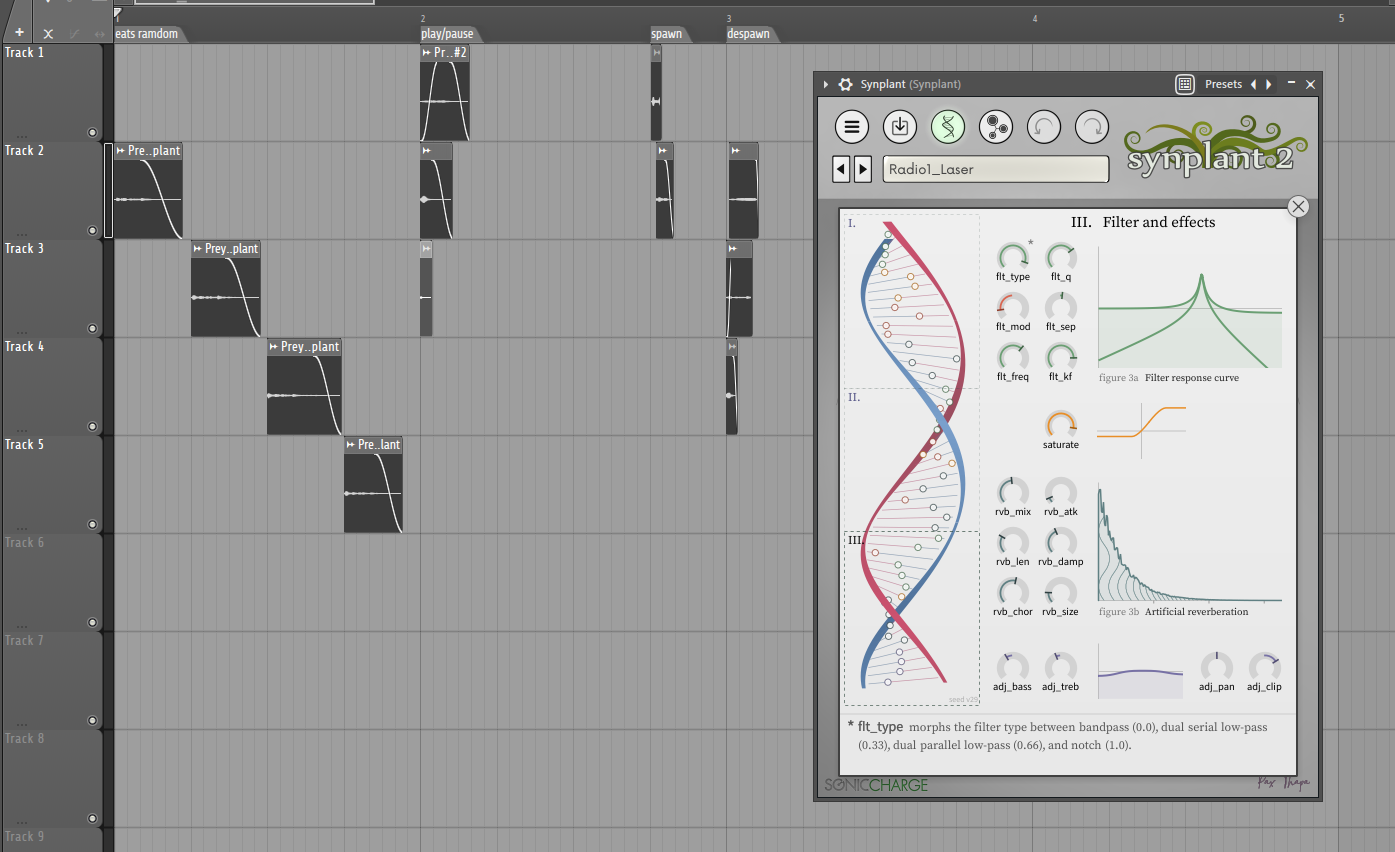 1
2
3
4
5
eats ramdom
play/pause
spawn
despawn
Track 1
Pr..#2
Track 2
Pre..plant
Track 3
Prey..plant
Track 4
Prey..plant
Track 5
Pre..lant
Track 6
Track 7
Track 8
Track 9
Synplant (Synplant)
Presets
synplant 2
Radio1_Laser
I.
II.
III.
seed v29
III. Filter and effects
flt_type *
flt_q
flt_mod
flt_sep
flt_freq
flt_kf
figure 3a Filter response curve
saturate
rvb_mix
rvb_atk
rvb_len
rvb_damp
rvb_chor
rvb_size
figure 3b Artificial reverberation
adj_bass
adj_treb
adj_pan
adj_clip
* flt_type morphs the filter type between bandpass (0.0), dual serial low-pass
(0.33), dual parallel low-pass (0.66), and notch (1.0).
SONICCHARGE